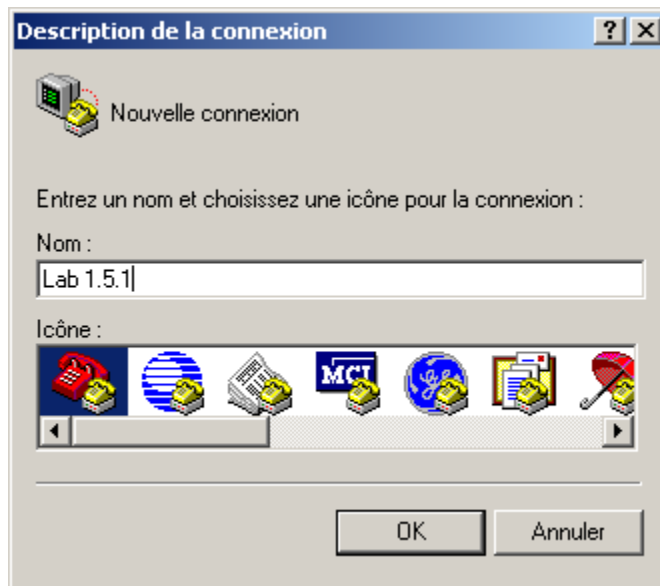 Description de la connexion
Nouvelle connexion
Entrez un nom et choisissez une icône pour la connexion :
Nom :
Lab 1.5.1
Icône :
MCI
OK Annuler